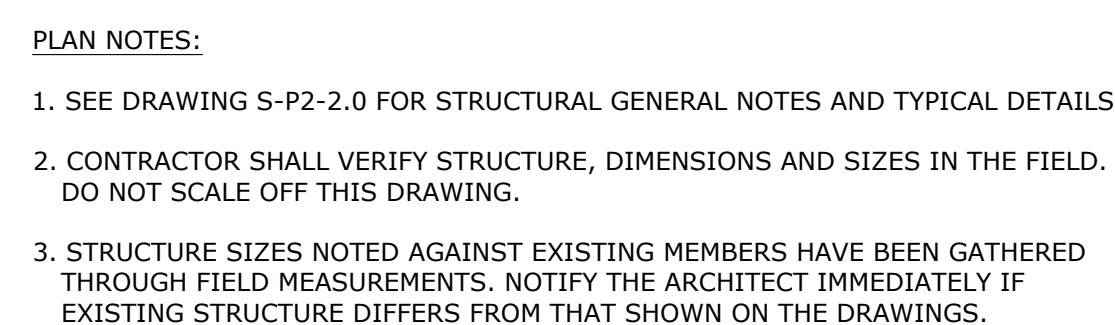 PLAN NOTES:
1. SEE DRAWING S-P2-2.0 FOR STRUCTURAL GENERAL NOTES AND TYPICAL DETAILS
2. CONTRACTOR SHALL VERIFY STRUCTURE, DIMENSIONS AND SIZES IN THE FIELD.
DO NOT SCALE OFF THIS DRAWING.
3. STRUCTURE SIZES NOTED AGAINST EXISTING MEMBERS HAVE BEEN GATHERED
THROUGH FIELD MEASUREMENTS. NOTIFY THE ARCHITECT IMMEDIATELY IF
EXISTING STRUCTURE DIFFERS FROM THAT SHOWN ON THE DRAWINGS.